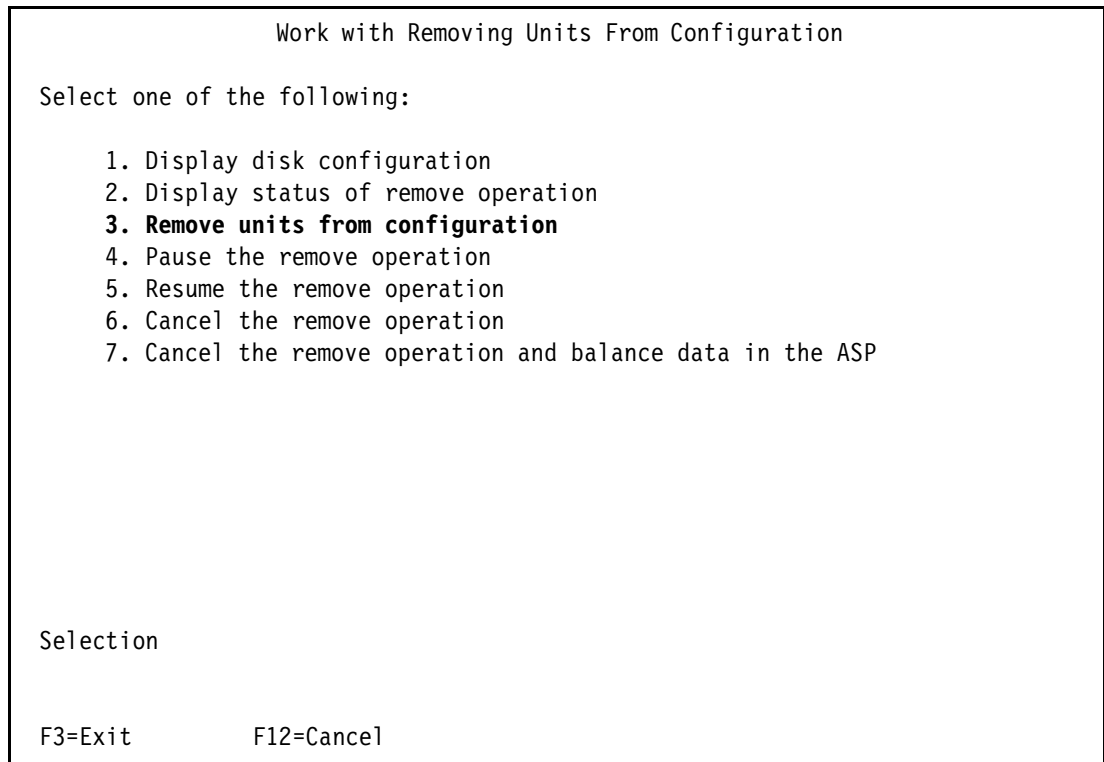 Work with Removing Units From Configuration
Select one of the following:
1. Display disk configuration
2. Display status of remove operation
3. Remove units from configuration
4. Pause the remove operation
5. Resume the remove operation
6. Cancel the remove operation
7. Cancel the remove operation and balance data in the ASP
Selection
F3=Exit F12=Cancel